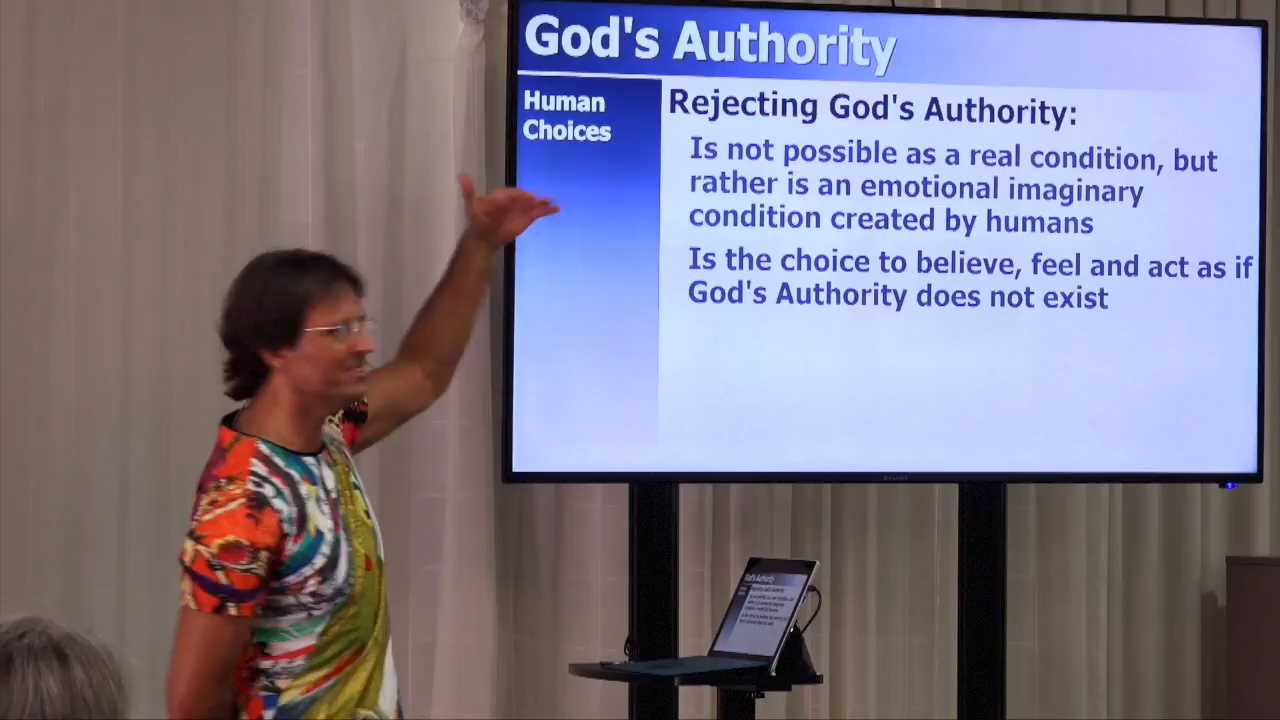 God's Authority
Human
Choices
Rejecting God's Authority:
Is not possible as a real condition, but
rather is an emotional imaginary
condition created by humans
Is the choice to believe, feel and act as if
God's Authority does not exist
God's Authority